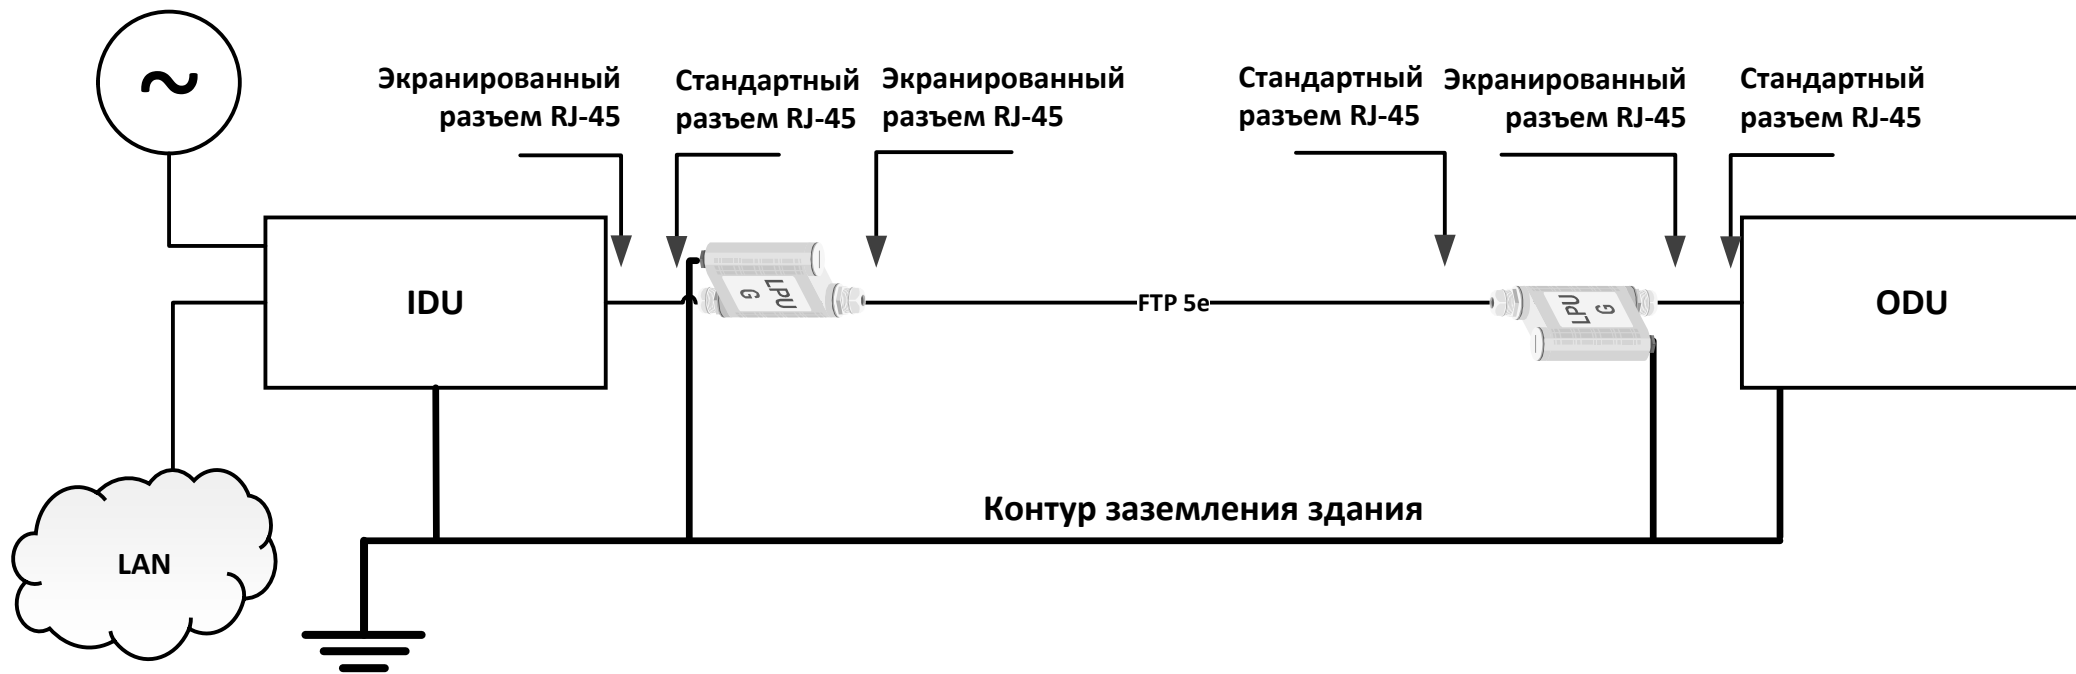 ~
Экранированный
разъем RJ-45
Стандартный
разъем RJ-45
Экранированный
разъем RJ-45
Стандартный
разъем RJ-45
Экранированный
разъем RJ-45
Стандартный
разъем RJ-45
IDU
LPU
G
FTP 5e
LPU
G
ODU
Контур заземления здания
LAN